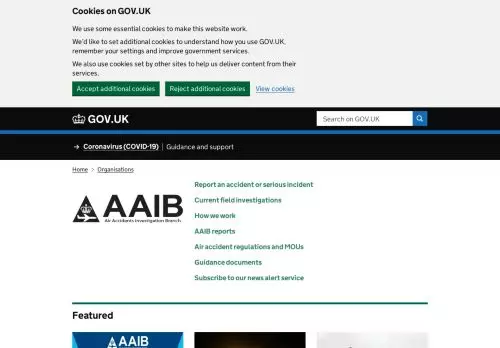 Cookies on GOV.UK
We use some essential cookies to make this website work.
We'd like to set additional cookies to understand how you use GOV.UK,
remember your settings and improve government services.
We also use cookies set by other sites to help us deliver content from their
services.
Accept additional cookies Reject additional cookies View cookies
GOV.UK Search on GOV.UK
→ Coronavirus (COVID-19) | Guidance and support
Home > Organisations
Report an accident or serious incident
Current field investigations
AAIB
Air Accidents Investigation Branch
How we work
AAIB reports
Air accident regulations and MOUs
Guidance documents
Subscribe to our news alert service
Featured
AAIB